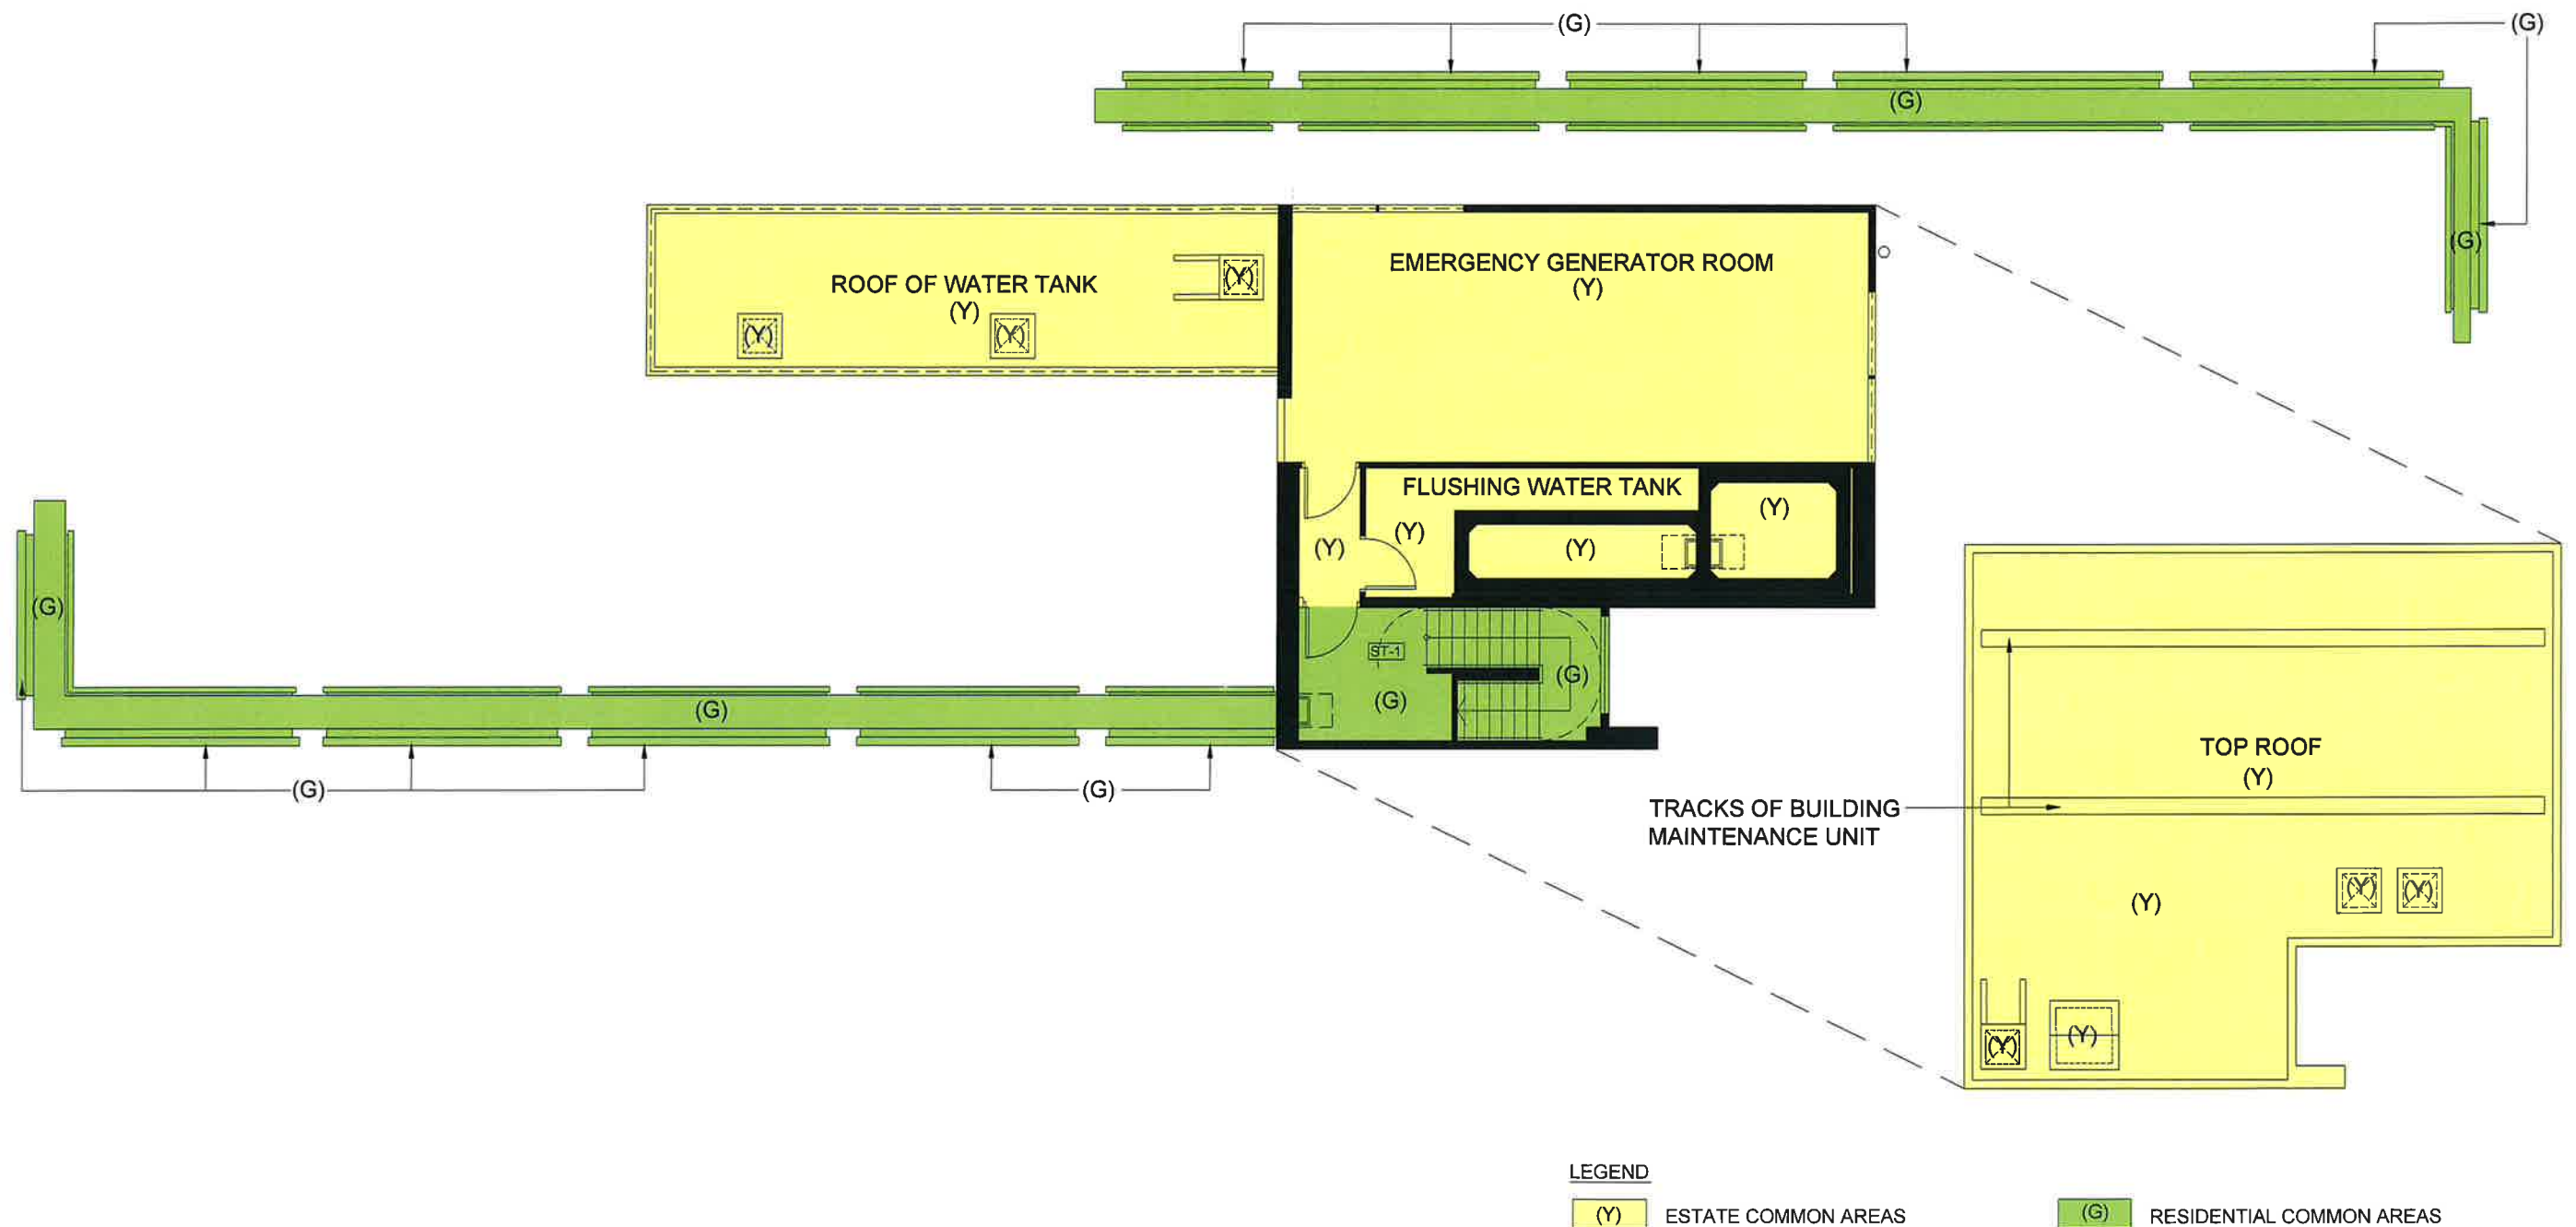 (G)
(G)
(G)
(G)
ROOF OF WATER TANK
(Y)
(Y)
(Y)
(Y)
EMERGENCY GENERATOR ROOM
(Y)
FLUSHING WATER TANK
(Y)
(Y)
(Y)
(Y)
ST-1
(G)
(G)
(G)
(G)
(G)
(G)
TOP ROOF
(Y)
TRACKS OF BUILDING
MAINTENANCE UNIT
(Y)
(Y)
(Y)
(Y)
(Y)
LEGEND
(Y) ESTATE COMMON AREAS
(G) RESIDENTIAL COMMON AREAS